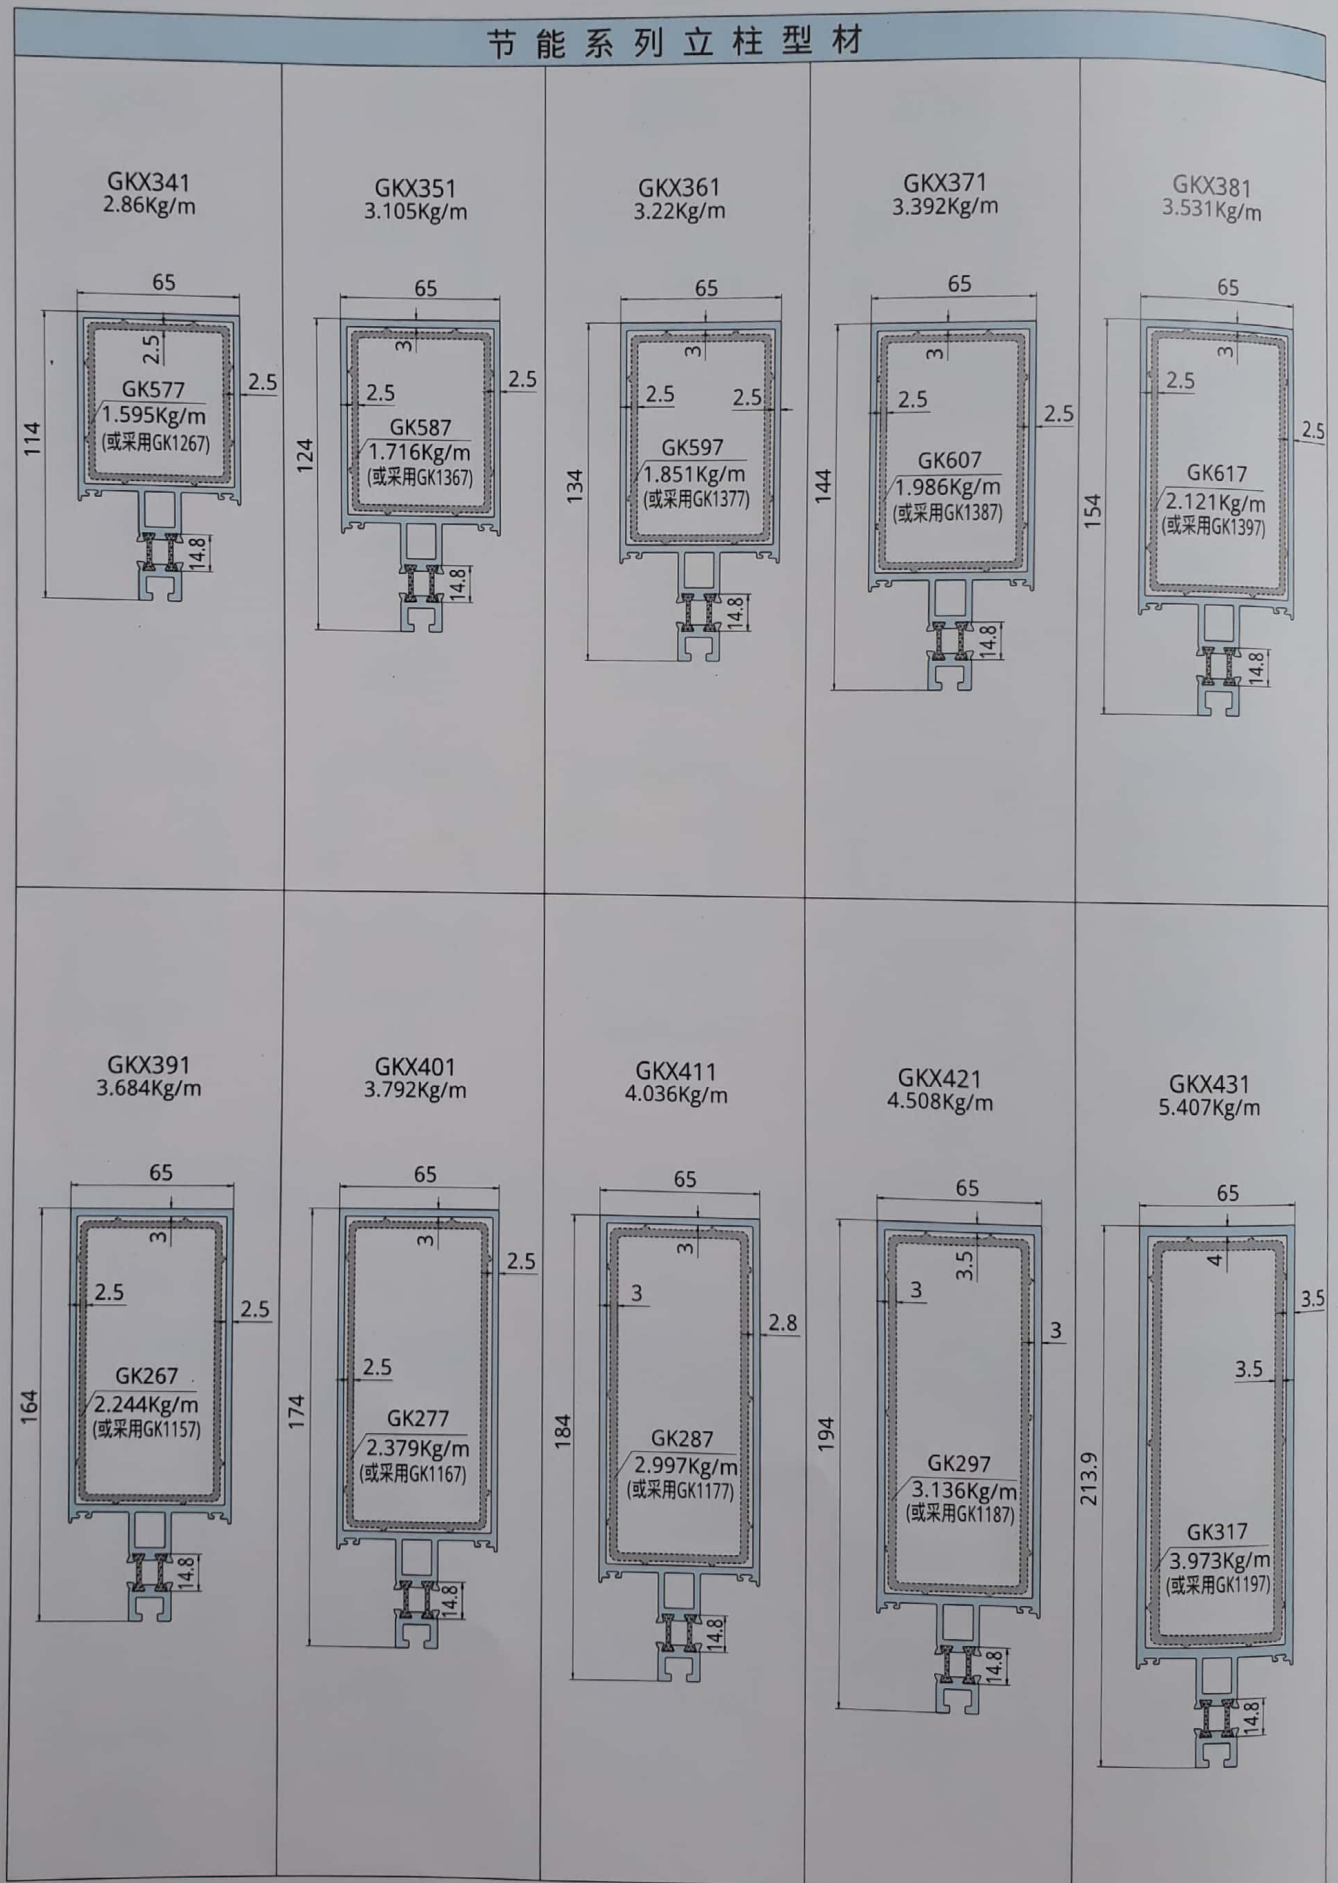 节能系列立柱型材
GKX341
2.86Kg/m
65
114
2.5
2.5
GK577
1.595Kg/m
(或采用GK1267)
14.8
GKX351
3.105Kg/m
65
124
3
2.5
2.5
GK587
1.716Kg/m
(或采用GK1367)
14.8
GKX361
3.22Kg/m
65
134
3
2.5
2.5
GK597
1.851Kg/m
(或采用GK1377)
14.8
GKX371
3.392Kg/m
65
144
3
2.5
2.5
GK607
1.986Kg/m
(或采用GK1387)
14.8
GKX381
3.531Kg/m
65
154
3
2.5
2.5
GK617
2.121Kg/m
(或采用GK1397)
14.8
GKX391
3.684Kg/m
65
164
3
2.5
2.5
GK267
2.244Kg/m
(或采用GK1157)
14.8
GKX401
3.792Kg/m
65
174
3
2.5
2.5
GK277
2.379Kg/m
(或采用GK1167)
14.8
GKX411
4.036Kg/m
65
184
3
3
2.8
GK287
2.997Kg/m
(或采用GK1177)
14.8
GKX421
4.508Kg/m
65
194
3.5
3
3
GK297
3.136Kg/m
(或采用GK1187)
14.8
GKX431
5.407Kg/m
65
213.9
4
3.5
3.5
GK317
3.973Kg/m
(或采用GK1197)
14.8